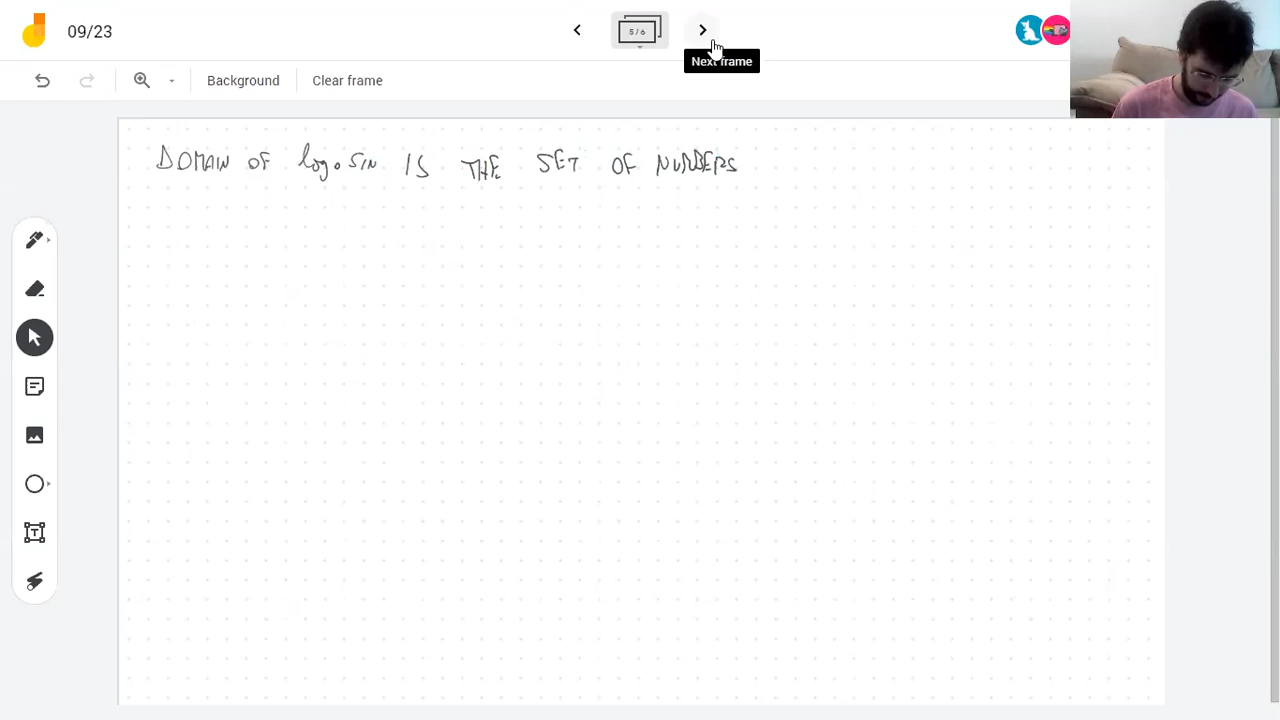 09/23
5 / 6
Next frame
Background
Clear frame
DOMAIN OF log∘SIN IS THE SET OF NUMBERS